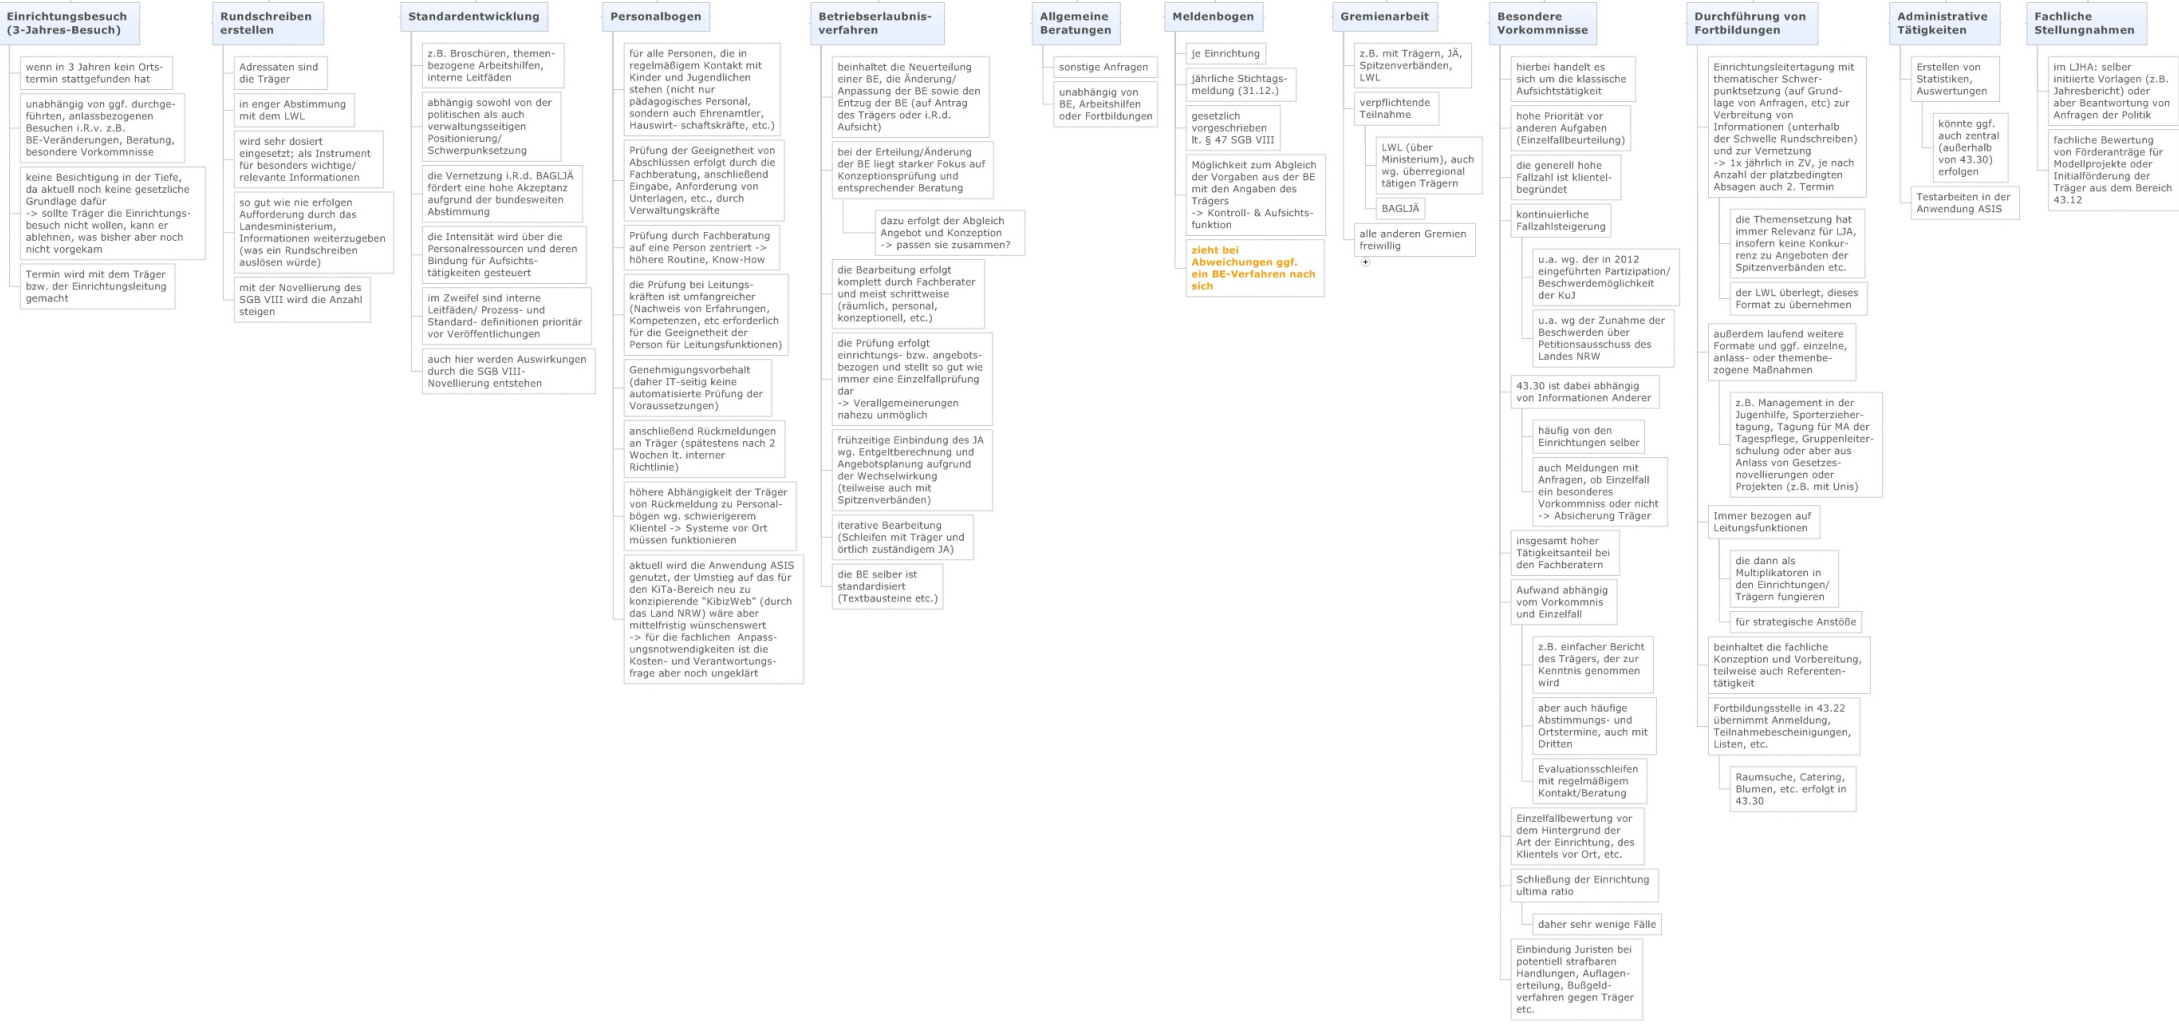 Einrichtungsbesuch
(3-Jahres-Besuch)
wenn in 3 Jahren kein Orts-
termin stattgefunden hat
unabhängig von ggf. durchge-
führten, anlassbezogenen
Besuchen i.R.v. z.B.
BE-Veränderungen, Beratung,
besondere Vorkommnisse
keine Besichtigung in der Tiefe,
da aktuell noch keine gesetzliche
Grundlage dafür
-> sollte Träger die Einrichtungs-
besuch nicht wollen, kann er
ablehnen, was bisher aber noch
nicht vorgekam
Termin wird mit dem Träger
bzw. der Einrichtungsleitung
gemacht
Rundschreiben
erstellen
Adressaten sind
die Träger
in enger Abstimmung
mit dem LWL
wird sehr dosiert
eingesetzt; als Instrument
für besonders wichtige/
relevante Informationen
so gut wie nie erfolgen
Aufforderung durch das
Landesministerium,
Informationen weiterzugeben
(was ein Rundschreiben
auslösen würde)
mit der Novellierung des
SGB VIII wird die Anzahl
steigen
Standardentwicklung
z.B. Broschüren, themen-
bezogene Arbeitshilfen,
interne Leitfäden
abhängig sowohl von der
politischen als auch
verwaltungsseitigen
Positionierung/
Schwerpunksetzung
die Vernetzung i.R.d. BAGLJÄ
fördert eine hohe Akzeptanz
aufgrund der bundesweiten
Abstimmung
die Intensität wird über die
Personalressourcen und deren
Bindung für Aufsichts-
tätigkeiten gesteuert
im Zweifel sind interne
Leitfäden/ Prozess- und
Standard- definitionen prioritär
vor Veröffentlichungen
auch hier werden Auswirkungen
durch die SGB VIII-
Novellierung entstehen
Personalbogen
für alle Personen, die in
regelmäßigem Kontakt mit
Kinder und Jugendlichen
stehen (nicht nur
pädagogisches Personal,
sondern auch Ehrenamtler,
Hauswirt- schaftskräfte, etc.)
Prüfung der Geeignetheit von
Abschlüssen erfolgt durch die
Fachberatung, anschließend
Eingabe, Anforderung von
Unterlagen, etc., durch
Verwaltungskräfte
Prüfung durch Fachberatung
auf eine Person zentriert ->
höhere Routine, Know-How
die Prüfung bei Leitungs-
kräften ist umfangreicher
(Nachweis von Erfahrungen,
Kompetenzen, etc erforderlich
für die Geeignetheit der
Person für Leitungsfunktionen)
Genehmigungsvorbehalt
(daher IT-seitig keine
automatisierte Prüfung der
Voraussetzungen)
anschließend Rückmeldungen
an Träger (spätestens nach 2
Wochen lt. interner
Richtlinie)
höhere Abhängigkeit der Träger
von Rückmeldung zu Personal-
bögen wg. schwierigerem
Klientel -> Systeme vor Ort
müssen funktionieren
aktuell wird die Anwendung ASIS
genutzt, der Umstieg auf das für
den KiTa-Bereich neu zu
konzipierende "KibizWeb" (durch
das Land NRW) wäre aber
mittelfristig wünschenswert
-> für die fachlichen Anpass-
ungsnotwendigkeiten ist die
Kosten- und Verantwortungs-
frage aber noch ungeklärt
Betriebserlaubnis-
verfahren
beinhaltet die Neuerteilung
einer BE, die Änderung/
Anpassung der BE sowie den
Entzug der BE (auf Antrag
des Trägers oder i.R.d.
Aufsicht)
bei der Erteilung/Änderung
der BE liegt starker Fokus auf
Konzeptionsprüfung und
entsprechender Beratung
dazu erfolgt der Abgleich
Angebot und Konzeption
-> passen sie zusammen?
die Bearbeitung erfolgt
komplett durch Fachberater
und meist schrittweise
(räumlich, personal,
konzeptionell, etc.)
die Prüfung erfolgt
einrichtungs- bzw. angebots-
bezogen und stellt so gut wie
immer eine Einzelfallprüfung
dar
-> Verallgemeinerungen
nahezu unmöglich
frühzeitige Einbindung des JA
wg. Entgeltberechnung und
Angebotsplanung aufgrund
der Wechselwirkung
(teilweise auch mit
Spitzenverbänden)
iterative Bearbeitung
(Schleifen mit Träger und
örtlich zuständigem JA)
die BE selber ist
standardisiert
(Textbausteine etc.)
Allgemeine
Beratungen
sonstige Anfragen
unabhängig von
BE, Arbeitshilfen
oder Fortbildungen
Meldenbogen
je Einrichtung
jährliche Stichtags-
meldung (31.12.)
gesetzlich
vorgeschrieben
lt. § 47 SGB VIII
Möglichkeit zum Abgleich
der Vorgaben aus der BE
mit den Angaben des
Trägers
-> Kontroll- & Aufsichts-
funktion
zieht bei
Abweichungen ggf.
ein BE-Verfahren nach
sich
Gremienarbeit
z.B. mit Trägern, JÄ,
Spitzenverbänden,
LWL
verpflichtende
Teilnahme
LWL (über
Ministerium), auch
wg. überregional
tätigen Trägern
BAGLJÄ
alle anderen Gremien
freiwillig
Besondere
Vorkommnisse
hierbei handelt es
sich um die klassische
Aufsichtstätigkeit
hohe Priorität vor
anderen Aufgaben
(Einzelfallbeurteilung)
die generell hohe
Fallzahl ist klientel-
begründet
kontinuierliche
Fallzahlsteigerung
u.a. wg. der in 2012
eingeführten Partizipation/
Beschwerdemöglichkeit
der KuJ
u.a. wg der Zunahme der
Beschwerden über
Petitionsausschuss des
Landes NRW
43.30 ist dabei abhängig
von Informationen Anderer
häufig von den
Einrichtungen selber
auch Meldungen mit
Anfragen, ob Einzelfall
ein besonderes
Vorkommniss oder nicht
-> Absicherung Träger
insgesamt hoher
Tätigkeitsanteil bei
den Fachberatern
Aufwand abhängig
vom Vorkommnis
und Einzelfall
z.B. einfacher Bericht
des Trägers, der zur
Kenntnis genommen
wird
aber auch häufige
Abstimmungs- und
Ortstermine, auch mit
Dritten
Evaluationsschleifen
mit regelmäßigem
Kontakt/Beratung
Einzelfallbewertung vor
dem Hintergrund der
Art der Einrichtung, des
Klientels vor Ort, etc.
Schließung der Einrichtung
ultima ratio
daher sehr wenige Fälle
Einbindung Juristen bei
potentiell strafbaren
Handlungen, Auflagen-
erteilung, Bußgeld-
verfahren gegen Träger
etc.
Durchführung von
Fortbildungen
Einrichtungsleitertagung mit
thematischer Schwer-
punktsetzung (auf Grund-
lage von Anfragen, etc) zur
Verbreitung von
Informationen (unterhalb
der Schwelle Rundschreiben)
und zur Vernetzung
-> 1x jährlich in ZV, je nach
Anzahl der platzbedingten
Absagen auch 2. Termin
die Themensetzung hat
immer Relevanz für LJA,
insofern keine Konkur-
renz zu Angeboten der
Spitzenverbänden etc.
der LWL überlegt, dieses
Format zu übernehmen
außerdem laufend weitere
Formate und ggf. einzelne,
anlass- oder themenbe-
zogene Maßnahmen
z.B. Management in der
Jugenhilfe, Sporterzieher-
tagung, Tagung für MA der
Tagespflege, Gruppenleiter-
schulung oder aber aus
Anlass von Gesetzes-
novellierungen oder
Projekten (z.B. mit Unis)
Immer bezogen auf
Leitungsfunktionen
die dann als
Multiplikatoren in
den Einrichtungen/
Trägern fungieren
für strategische Anstöße
beinhaltet die fachliche
Konzeption und Vorbereitung,
teilweise auch Referenten-
tätigkeit
Fortbildungsstelle in 43.22
übernimmt Anmeldung,
Teilnahmebescheinigungen,
Listen, etc.
Raumsuche, Catering,
Blumen, etc. erfolgt in
43.30
Administrative
Tätigkeiten
Erstellen von
Statistiken,
Auswertungen
könnte ggf.
auch zentral
(außerhalb
von 43.30)
erfolgen
Testarbeiten in der
Anwendung ASIS
Fachliche
Stellungnahmen
im LJHA: selber
initiierte Vorlagen (z.B.
Jahresbericht) oder
aber Beantwortung von
Anfragen der Politik
fachliche Bewertung
von Förderanträge für
Modellprojekte oder
Initialförderung der
Träger aus dem Bereich
43.12